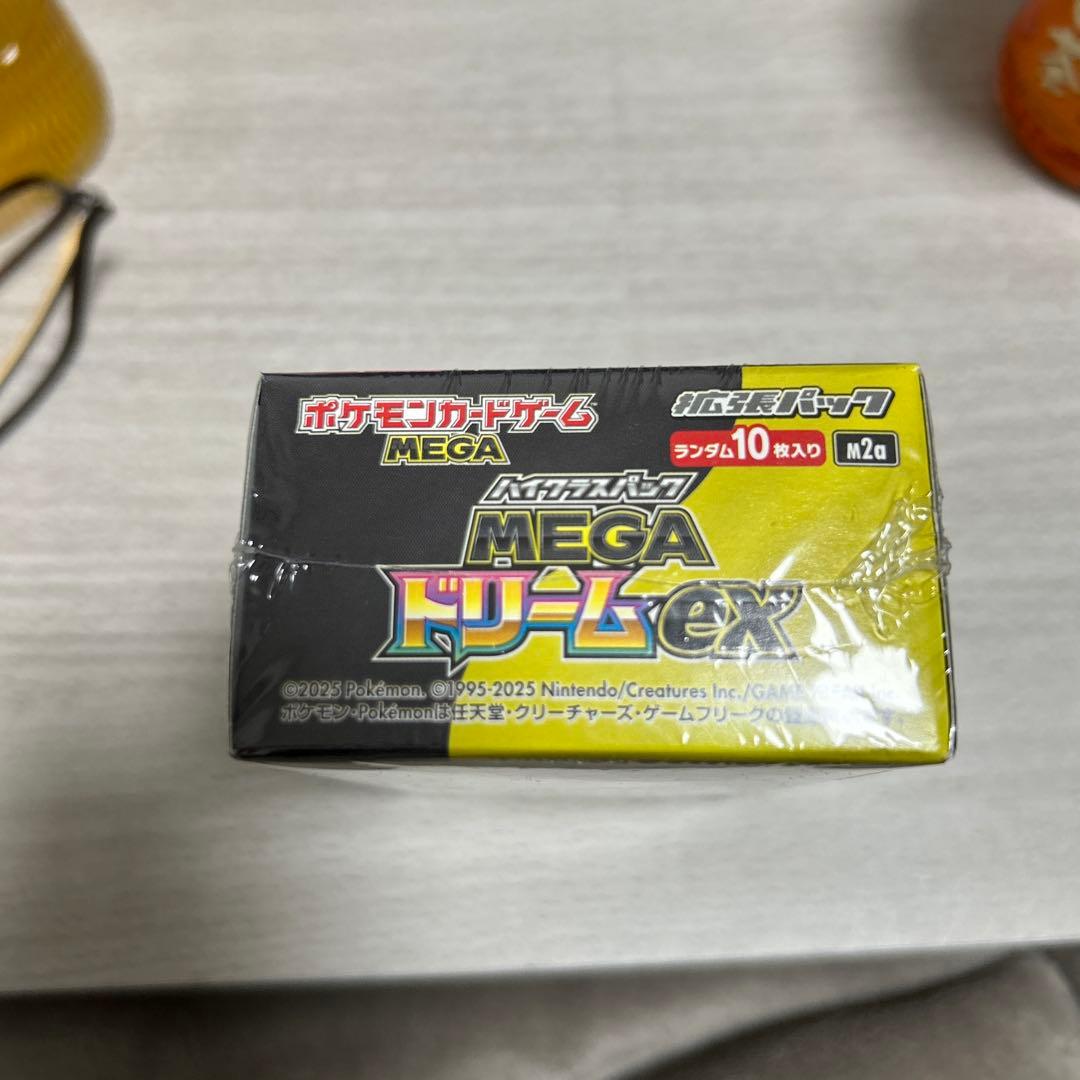 ポケモンカードゲーム
MEGA
拡張パック
ランダム10枚入り M2a
ハイクラスパック
MEGA
ドリームex
©2025 Pokémon. ©1995-2025 Nintendo/Creatures Inc./GAME FREAK inc.
ポケモン・Pokémonは任天堂・クリーチャーズ・ゲームフリークの